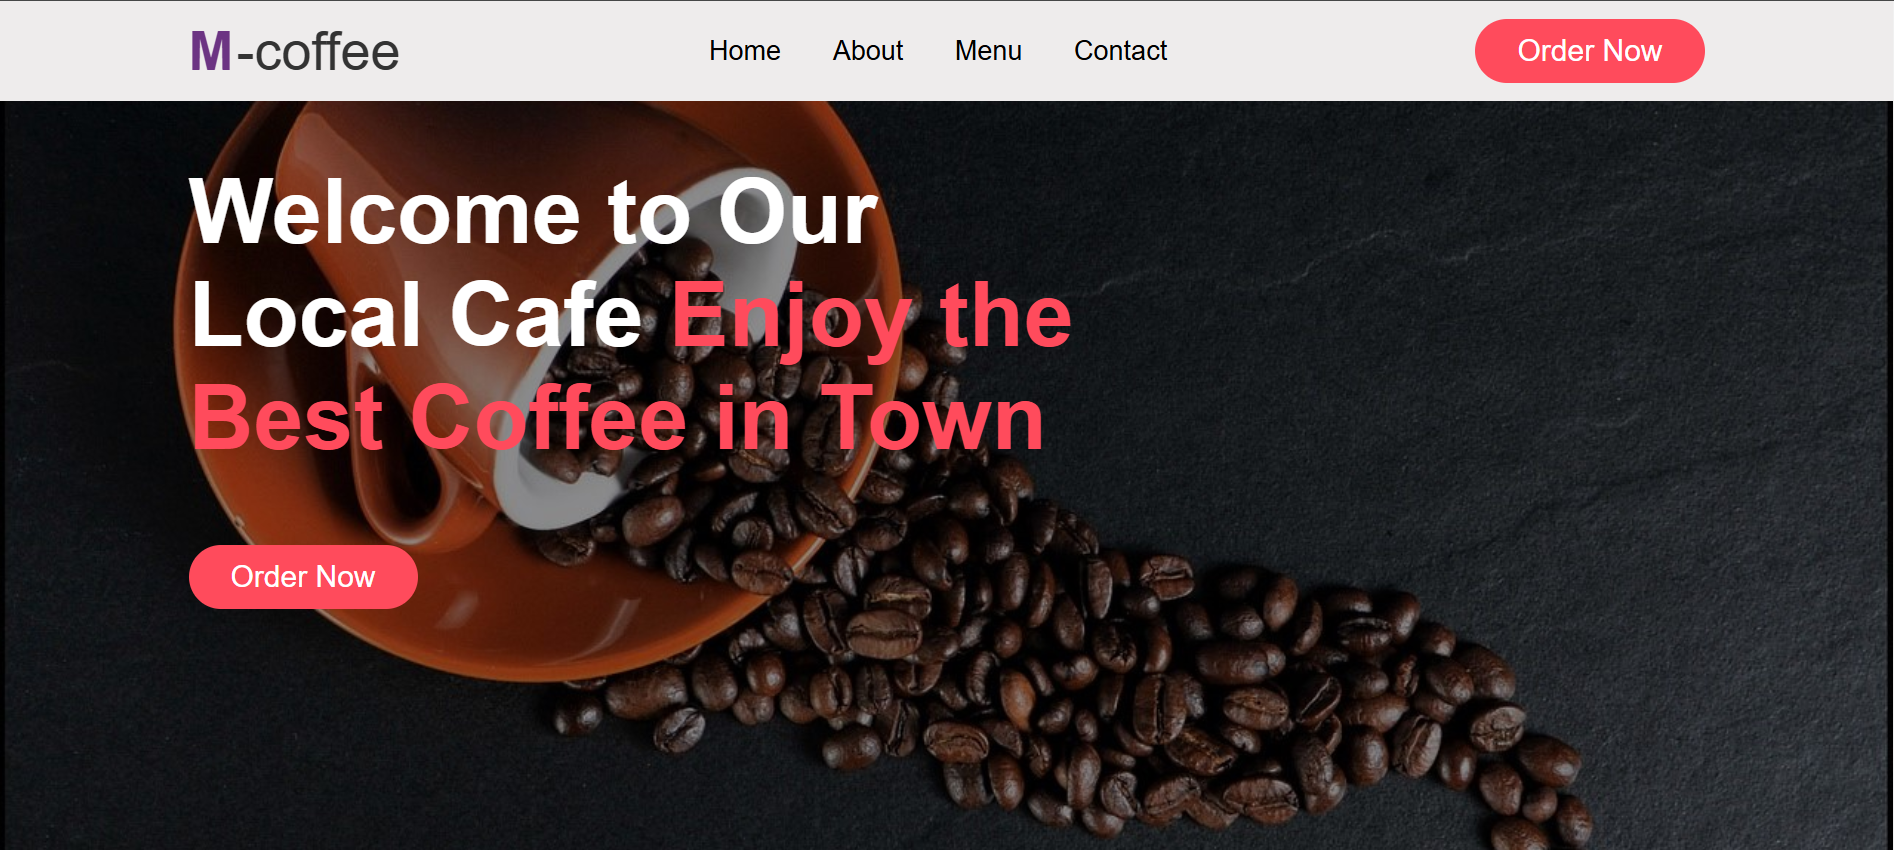 M-coffee
Home About Menu Contact
Order Now
Welcome to Our
Local Cafe Enjoy the
Best Coffee in Town
Order Now